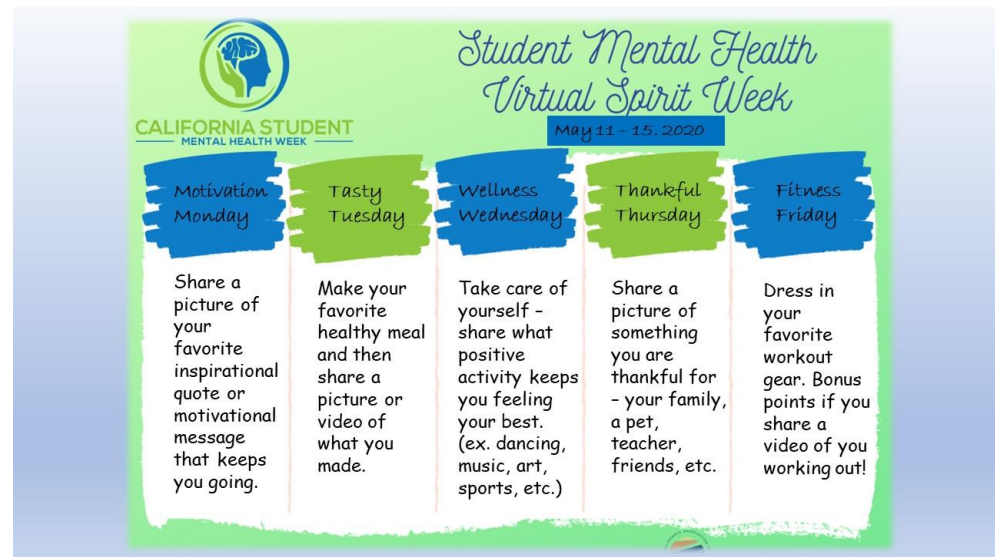 CALIFORNIA STUDENT
MENTAL HEALTH WEEK
Student Mental Health
Virtual Spirit Week
May 11 - 15. 2020
Motivation
Monday
Share a
picture of
your
favorite
inspirational
quote or
motivational
message
that keeps
you going.
Tasty
Tuesday
Make your
favorite
healthy meal
and then
share a
picture or
video of
what you
made.
Wellness
Wednesday
Take care of
yourself –
share what
positive
activity keeps
you feeling
your best.
(ex. dancing,
music, art,
sports, etc.)
Thankful
Thursday
Share a
picture of
something
you are
thankful for
– your family,
a pet,
teacher,
friends, etc.
Fitness
Friday
Dress in
your
favorite
workout
gear. Bonus
points if you
share a
video of you
working out!